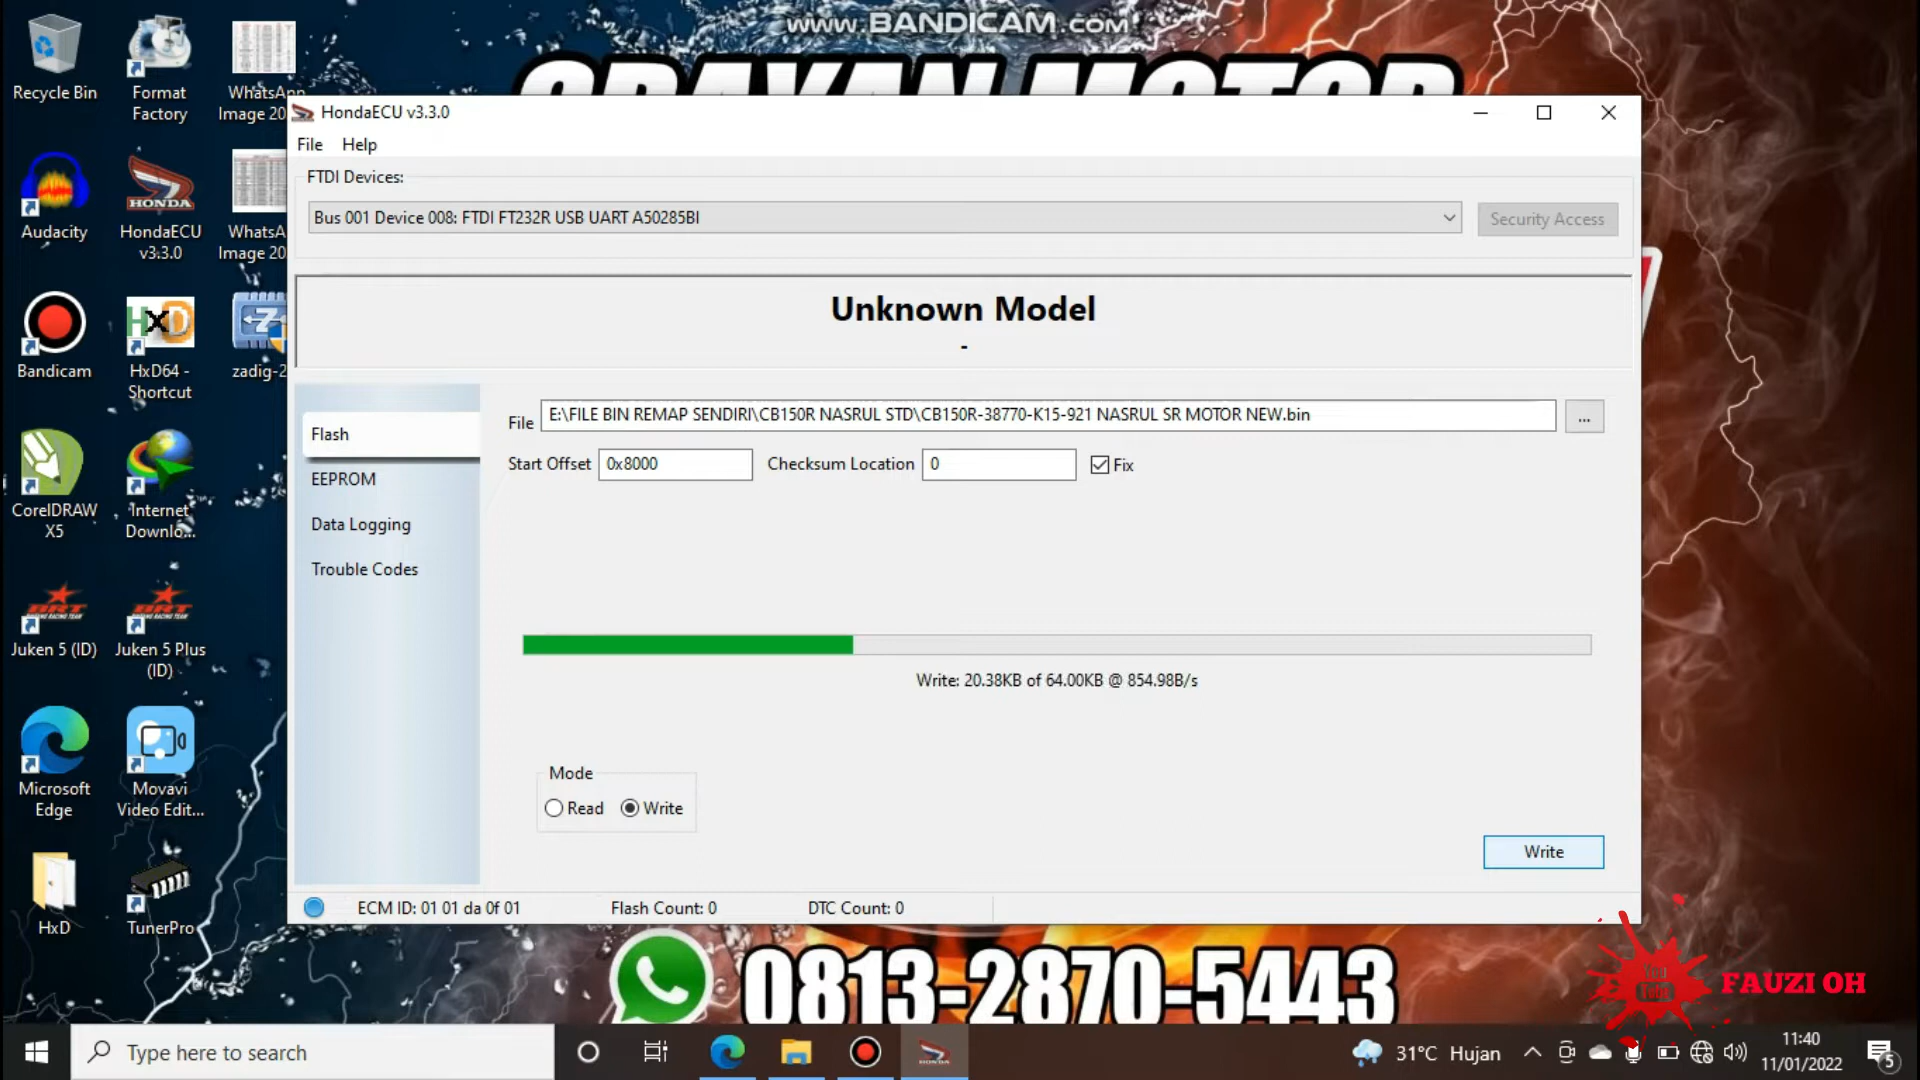 www.BANDICAM.com
Recycle Bin
Format
Factory
WhatsApp
Image 20
Audacity
HONDA
HondaECU
v3.3.0
WhatsA
Image 20
Bandicam
HxD
HxD64 -
Shortcut
zadig-2
CorelDRAW
X5
Internet
Downlo...
BRT
Juken 5 (ID)
BRT
Juken 5 Plus
(ID)
Microsoft
Edge
Movavi
Video Edit...
HxD
TunerPro
HondaECU v3.3.0
File Help
FTDI Devices:
Bus 001 Device 008: FTDI FT232R USB UART A50285BI
Security Access
Unknown Model
-
Flash
EEPROM
Data Logging
Trouble Codes
File E:\FILE BIN REMAP SENDIRI\CB150R NASRUL STD\CB150R-38770-K15-921 NASRUL SR MOTOR NEW.bin ...
Start Offset 0x8000 Checksum Location 0 Fix
Write: 20.38KB of 64.00KB @ 854.98B/s
Mode
Read Write
Write
ECM ID: 01 01 da 0f 01 Flash Count: 0 DTC Count: 0
0813-2870-5443
You
Tube
FAUZI OH
Type here to search
31°C Hujan
11:40
11/01/2022
5